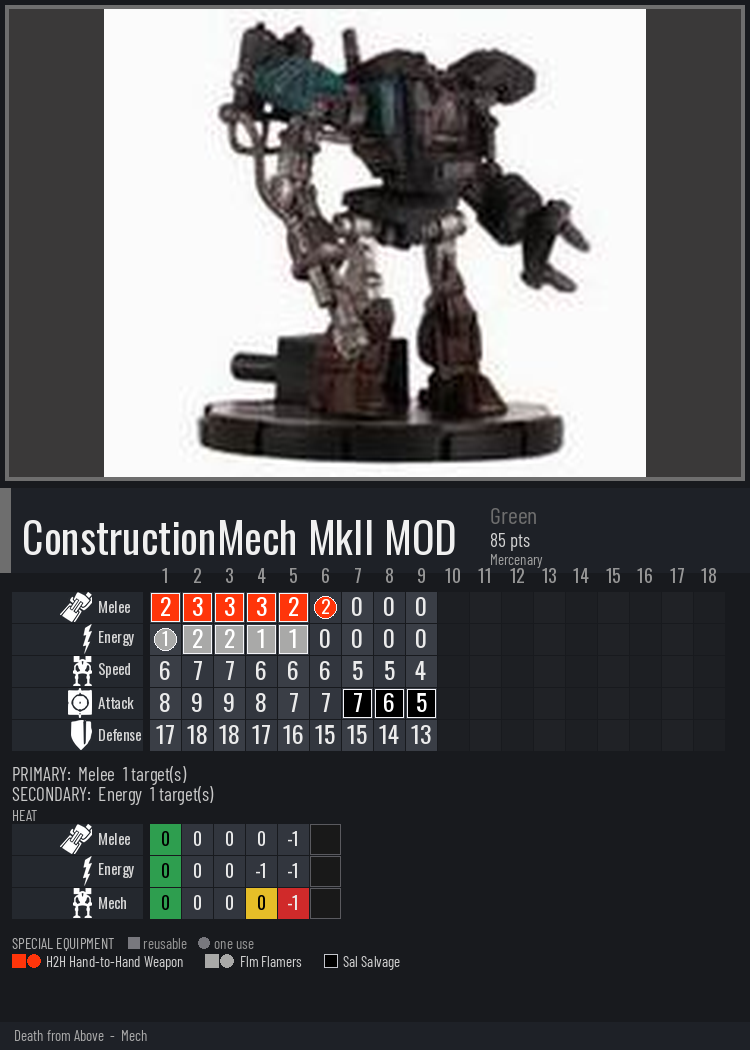 ConstructionMech MkII MOD
Green
85 pts
Mercenary
1 2 3 4 5 6 7 8 9 10 11 12 13 14 15 16 17 18
Melee 2 3 3 3 2 2 0 0 0
Energy 1 2 2 1 1 0 0 0 0
Speed 6 7 7 6 6 6 5 5 4
Attack 8 9 9 8 7 7 7 6 5
Defense 17 18 18 17 16 15 15 14 13
PRIMARY: Melee 1 target(s)
SECONDARY: Energy 1 target(s)
HEAT
Melee 0 0 0 0 -1
Energy 0 0 0 -1 -1
Mech 0 0 0 0 -1
SPECIAL EQUIPMENT reusable one use
H2H Hand-to-Hand Weapon Flm Flamers Sal Salvage
Death from Above - Mech